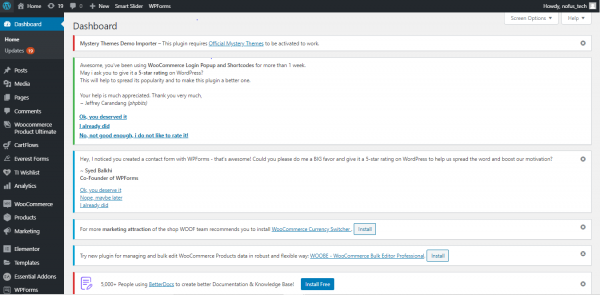 Home 19 0 New Smart Slider WPForms Howdy, nofus_tech
Dashboard
Home
Updates 19
Posts
Media
Pages
Comments
Woocommerce
Product Ultimate
CartFlows
Everest Forms
YI Wishlist
Analytics
WooCommerce
Products
Marketing
Elementor
Templates
Essential Addons
WPForms
Dashboard
Screen Options Help
Mystery Themes Demo Importer – This plugin requires Official Mystery Themes to be activated to work.
Awesome, you've been using WooCommerce Login Popup and Shortcodes for more than 1 week.
May i ask you to give it a 5-star rating on WordPress?
This will help to spread its popularity and to make this plugin a better one.
Your help is much appreciated. Thank you very much.
~ Jeffrey Carandang (phpbits)
Ok, you deserved it
I already did
No, not good enough, i do not like to rate it!
Hey, I noticed you created a contact form with WPForms - that's awesome! Could you please do me a BIG favor and give it a 5-star rating on WordPress to help us spread the word and boost our motivation?
~ Syed Balkhi
Co-Founder of WPForms
Ok, you deserve it
Nope, maybe later
I already did
For more marketing attraction of the shop WOOF team recommends you to install WooCommerce Currency Switcher. Install
Try new plugin for managing and bulk edit WooCommerce Products data in robust and flexible way: WOOBE - WooCommerce Bulk Editor Professional Install
5,000+ People using BetterDocs to create better Documentation & Knowledge Base! Install Free